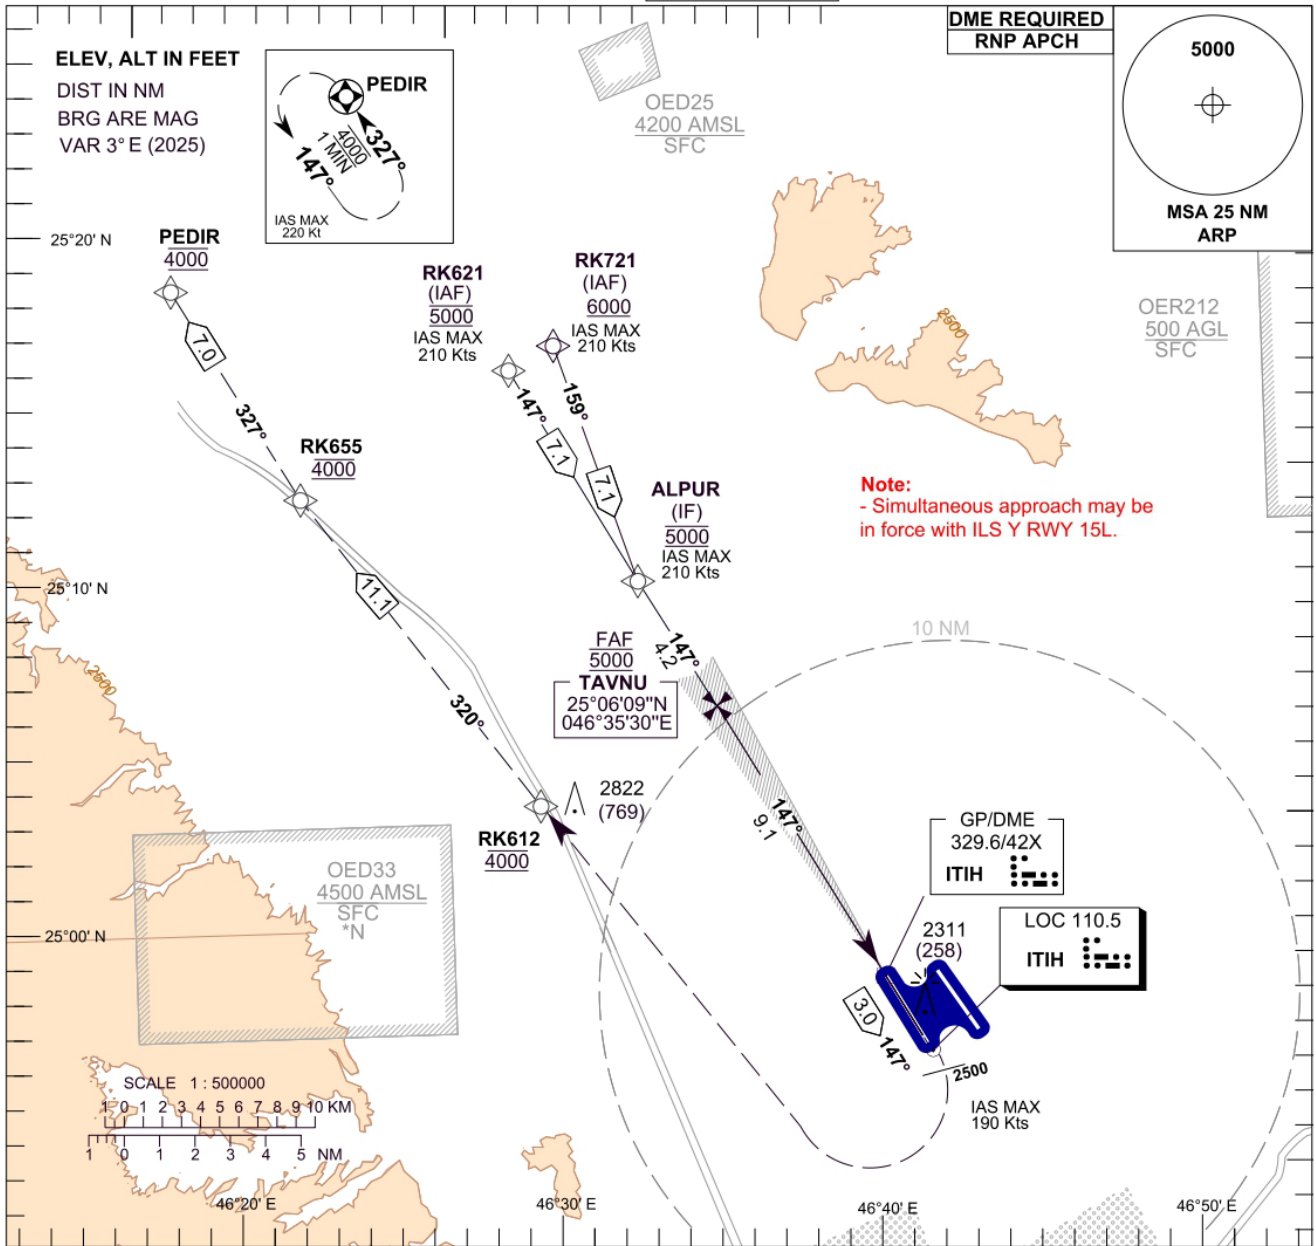 DME REQUIRED
RNP APCH
5000
MSA 25 NM
ARP
ELEV, ALT IN FEET
DIST IN NM
BRG ARE MAG
VAR 3° E (2025)
PEDIR
4000
1 MIN
327°
147°
IAS MAX
220 Kt
OED25
4200 AMSL
SFC
25°20' N
PEDIR
4000
7.0
327°
RK655
4000
11.1
320°
RK621
(IAF)
5000
IAS MAX
210 Kts
147°
7.1
RK721
(IAF)
6000
IAS MAX
210 Kts
159°
7.1
2500
OER212
500 AGL
SFC
Note:
- Simultaneous approach may be
in force with ILS Y RWY 15L.
ALPUR
(IF)
5000
IAS MAX
210 Kts
25°10' N
10 NM
147°
4.2
FAF
5000
TAVNU
25°06'09"N
046°35'30"E
2500
2822
(769)
RK612
4000
147°
9.1
GP/DME
329.6/42X
ITIH
LOC 110.5
ITIH
2311
(258)
OED33
4500 AMSL
SFC
*N
25°00' N
3.0
147°
2500
IAS MAX
190 Kts
SCALE 1 : 500000
1 0 1 2 3 4 5 6 7 8 9 10 KM
1 0 1 2 3 4 5 NM
46°20' E
46°30' E
46°40' E
46°50' E